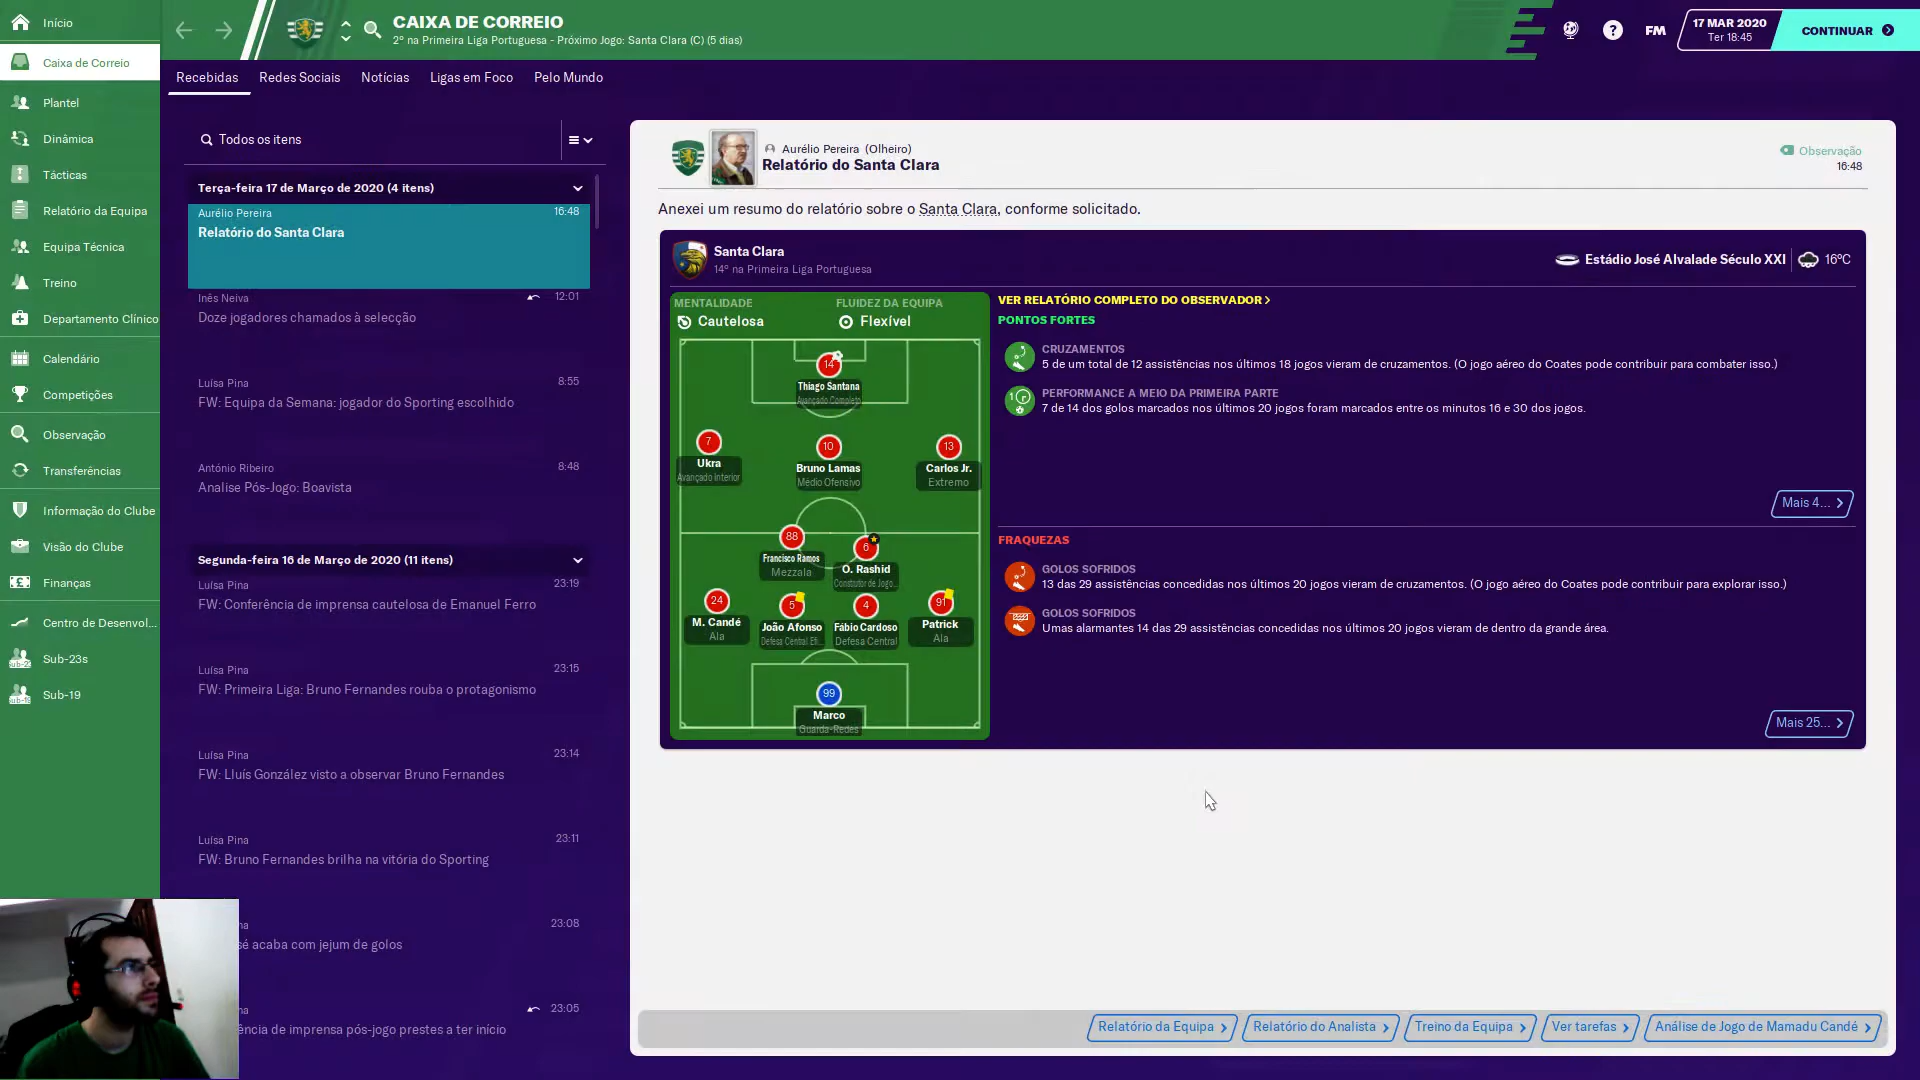 Início
Caixa de Correio
Plantel
Dinâmica
Tácticas
Relatório da Equipa
Equipa Técnica
Treino
Departamento Clínico
Calendário
Competições
Observação
Transferências
Informação do Clube
Visão do Clube
Finanças
Centro de Desenvol...
Sub-23s
Sub-19
CAIXA DE CORREIO
2º na Primeira Liga Portuguesa - Próximo Jogo: Santa Clara (C) (5 dias)
FM
17 MAR 2020
Ter 18:45
CONTINUAR
Recebidas
Redes Sociais
Notícias
Ligas em Foco
Pelo Mundo
Todos os itens
Terça-feira 17 de Março de 2020 (4 itens)
Aurélio Pereira 16:48
Relatório do Santa Clara
Inês Neiva 12:01
Doze jogadores chamados à selecção
Luísa Pina 8:55
FW: Equipa da Semana: jogador do Sporting escolhido
António Ribeiro 8:48
Analise Pós-Jogo: Boavista
Segunda-feira 16 de Março de 2020 (11 itens)
Luísa Pina 23:19
FW: Conferência de imprensa cautelosa de Emanuel Ferro
Luísa Pina 23:15
FW: Primeira Liga: Bruno Fernandes rouba o protagonismo
Luísa Pina 23:14
FW: Lluís González visto a observar Bruno Fernandes
Luísa Pina 23:11
FW: Bruno Fernandes brilha na vitória do Sporting
na 23:08
sé acaba com jejum de golos
na 23:05
ência de imprensa pós-jogo prestes a ter início
Aurélio Pereira (Olheiro)
Relatório do Santa Clara
Observação
16:48
Anexei um resumo do relatório sobre o Santa Clara, conforme solicitado.
Santa Clara
14º na Primeira Liga Portuguesa
Estádio José Alvalade Século XXI
16ºC
MENTALIDADE
Cautelosa
FLUIDEZ DA EQUIPA
Flexível
14
Thiago Santana
Avançado Completo
7
Ukra
Avançado Interior
10
Bruno Lamas
Médio Ofensivo
13
Carlos Jr.
Extremo
88
Francisco Ramos
Mezzala
6
O. Rashid
Construtor de Jogo...
24
M. Candé
Ala
5
João Afonso
Defesa Central Efi...
4
Fábio Cardoso
Defesa Central
91
Patrick
Ala
99
Marco
Guarda-Redes
VER RELATÓRIO COMPLETO DO OBSERVADOR
PONTOS FORTES
CRUZAMENTOS
5 de um total de 12 assistências nos últimos 18 jogos vieram de cruzamentos. (O jogo aéreo do Coates pode contribuir para combater isso.)
PERFORMANCE A MEIO DA PRIMEIRA PARTE
7 de 14 dos golos marcados nos últimos 20 jogos foram marcados entre os minutos 16 e 30 dos jogos.
Mais 4...
FRAQUEZAS
GOLOS SOFRIDOS
13 das 29 assistências concedidas nos últimos 20 jogos vieram de cruzamentos. (O jogo aéreo do Coates pode contribuir para explorar isso.)
GOLOS SOFRIDOS
Umas alarmantes 14 das 29 assistências concedidas nos últimos 20 jogos vieram de dentro da grande área.
Mais 25...
Relatório da Equipa
Relatório do Analista
Treino da Equipa
Ver tarefas
Análise de Jogo de Mamadu Candé